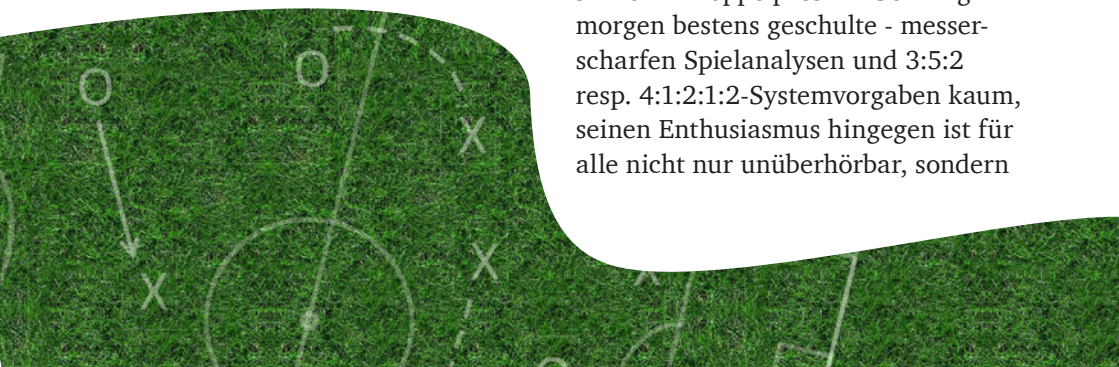 morgen bestens geschulte - messer-
scharfen Spielanalysen und 3:5:2
resp. 4:1:2:1:2-Systemvorgaben kaum,
seinen Enthusiasmus hingegen ist für
alle nicht nur unüberhörbar, sondern
O
O
X
X
X